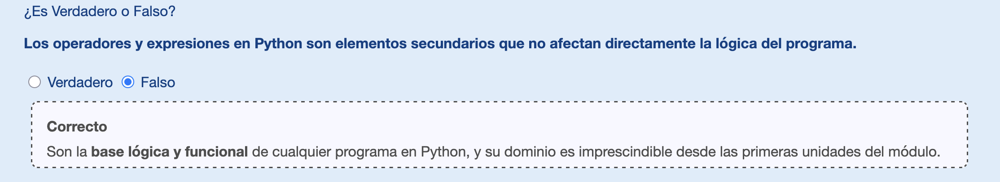 ¿Es Verdadero o Falso?
Los operadores y expresiones en Python son elementos secundarios que no afectan directamente la lógica del programa.
Verdadero Falso
Correcto
Son la base lógica y funcional de cualquier programa en Python, y su dominio es imprescindible desde las primeras unidades del módulo.